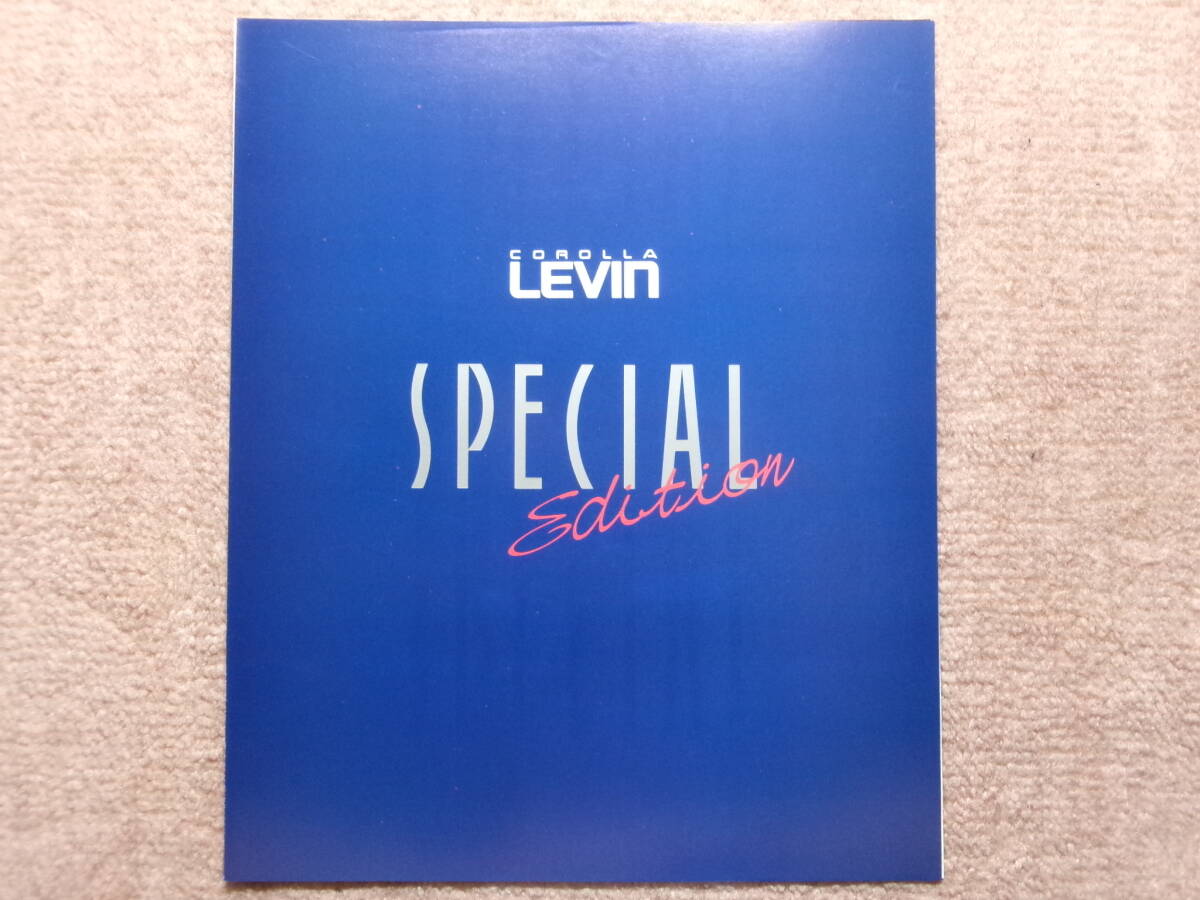 COROLLA
LEVIN
SPECIAL
Edition